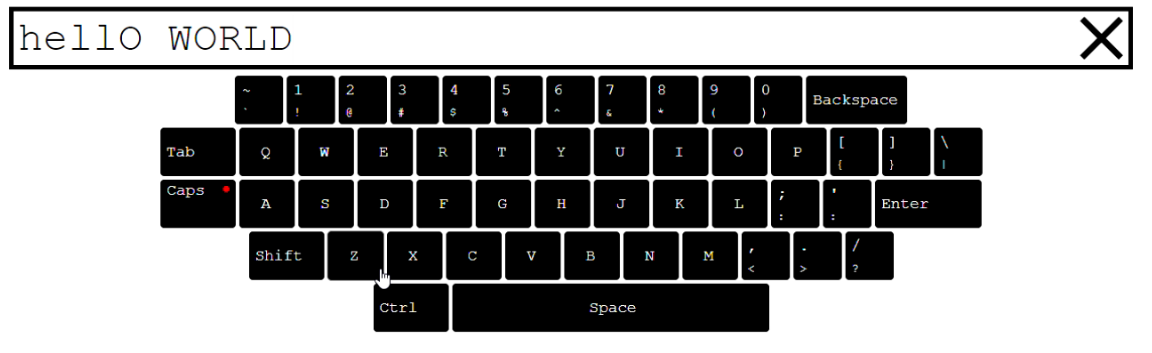 hellO WORLD
~ 1 2 3 4 5 6 7 8 9 0 Backspace
` ! @ # $ % ^ & * ( )
Tab Q W E R T Y U I O P [ ] \
{ } |
Caps A S D F G H J K L ; ' Enter
: :
Shift Z X C V B N M , . /
< > ?
Ctrl Space